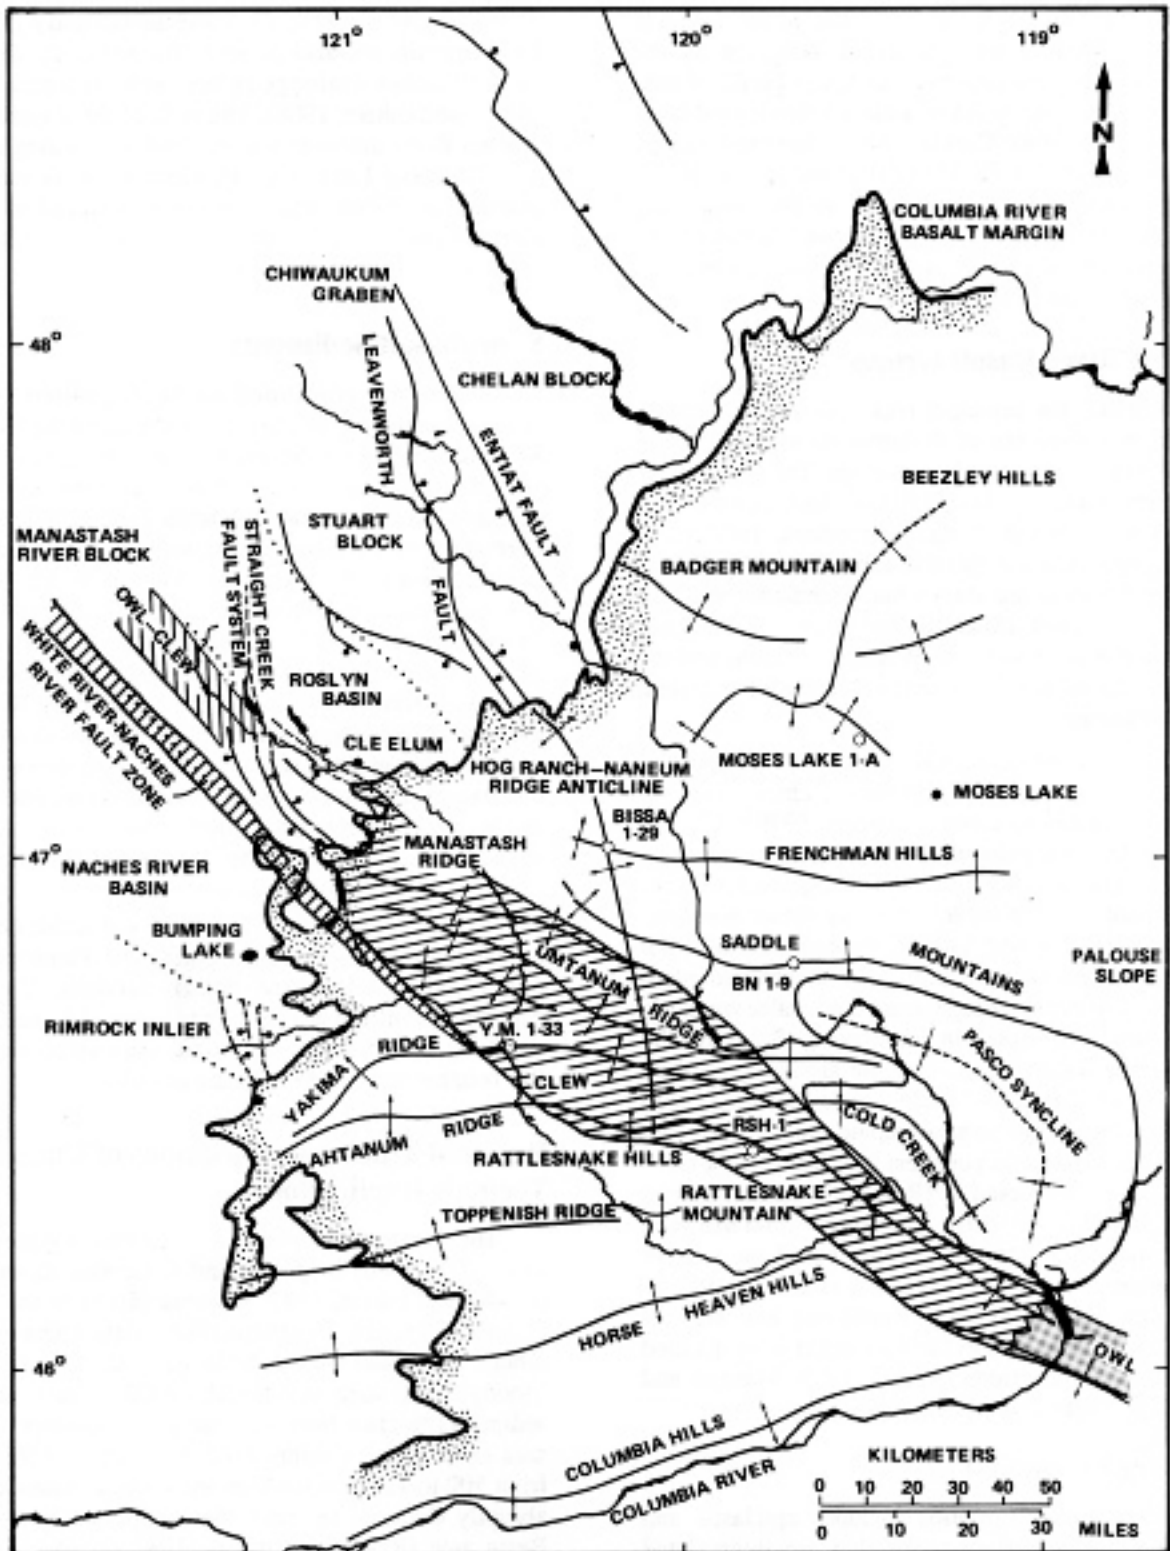 121°
120°
119°
N
COLUMBIA RIVER
BASALT MARGIN
CHIWAUKUM
GRABEN
48°
LEAVENWORTH
FAULT
CHELAN BLOCK
ENTIAT FAULT
BEEZLEY HILLS
STUART
BLOCK
MANASTASH
RIVER BLOCK
STRAIGHT CREEK
FAULT SYSTEM
BADGER MOUNTAIN
OWL-CLEW
WHITE RIVER-NACHES
RIVER FAULT ZONE
ROSLYN
BASIN
CLE ELUM
HOG RANCH-NANEUM
RIDGE ANTICLINE
MOSES LAKE 1-A
MOSES LAKE
BISSA
1-29
MANASTASH
RIDGE
47°
FRENCHMAN HILLS
NACHES RIVER
BASIN
BUMPING
LAKE
SADDLE
MOUNTAINS
BN 1-9
PALOUSE
SLOPE
UMTANUM
RIDGE
RIMROCK INLIER
Y.M. 1-33
YAKIMA
RIDGE
PASCO SYNCLINE
CLEW
COLD CREEK
AHTANUM
RIDGE
RSH-1
RATTLESNAKE HILLS
RATTLESNAKE
MOUNTAIN
TOPPENISH RIDGE
HORSE
HEAVEN HILLS
46°
OWL
COLUMBIA HILLS
COLUMBIA RIVER
KILOMETERS
0 10 20 30 40 50
0 10 20 30
MILES